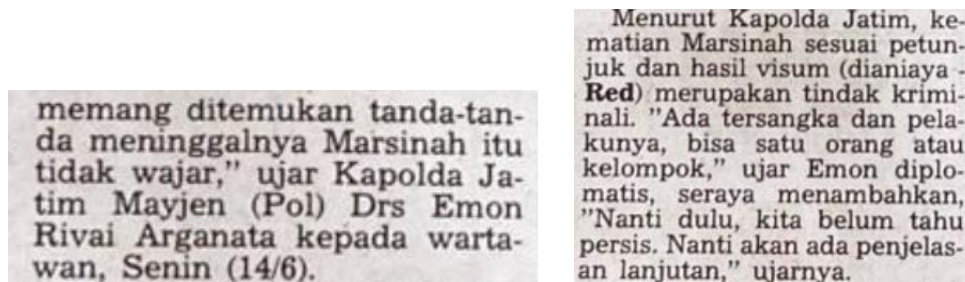 memang ditemukan tanda-tan-
da meninggalnya Marsinah itu
tidak wajar," ujar Kapolda Ja-
tim Mayjen (Pol) Drs Emon
Rivai Arganata kepada warta-
wan, Senin (14/6).
Menurut Kapolda Jatim, ke-
matian Marsinah sesuai petun-
juk dan hasil visum (dianiaya -
Red) merupakan tindak krimi-
nali. "Ada tersangka dan pela-
kunya, bisa satu orang atau
kelompok," ujar Emon diplo-
matis, seraya menambahkan,
"Nanti dulu, kita belum tahu
persis. Nanti akan ada penjelas-
an lanjutan," ujarnya.